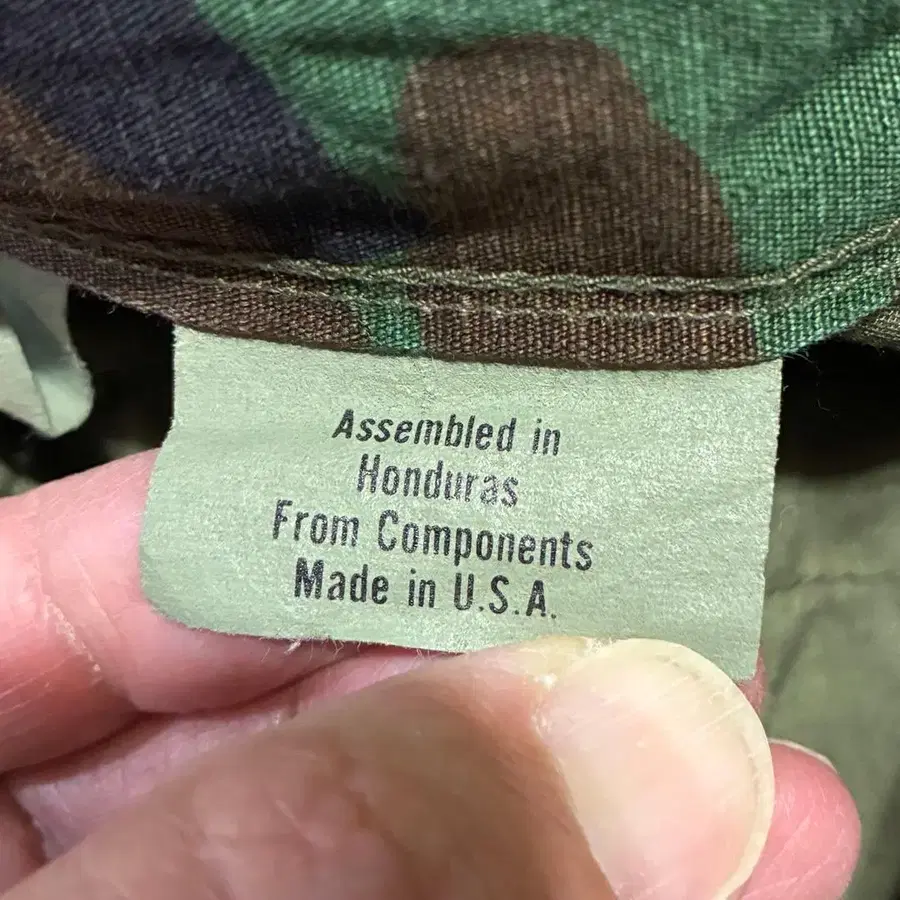 Assembled in
Honduras
From Components
Made in U.S.A.